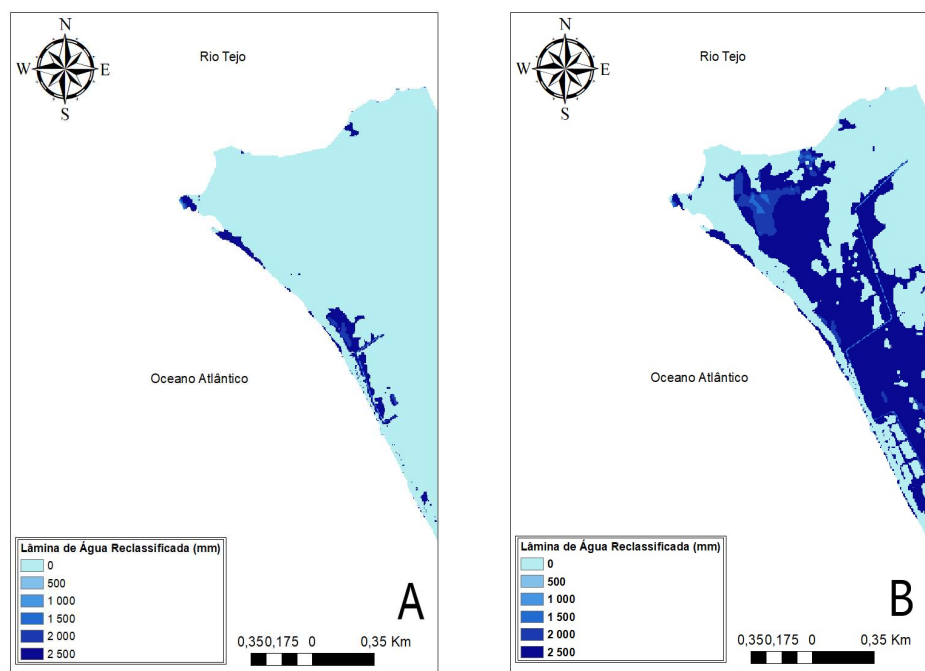 N
W E
S
Rio Tejo
Oceano Atlântico
Lâmina de Água Reclassificada (mm)
0
500
1 000
1 500
2 000
2 500
A
0,350,175 0 0,35 Km
N
W E
S
Rio Tejo
Oceano Atlântico
Lâmina de Água Reclassificada (mm)
0
500
1 000
1 500
2 000
2 500
B
0,350,175 0 0,35 Km